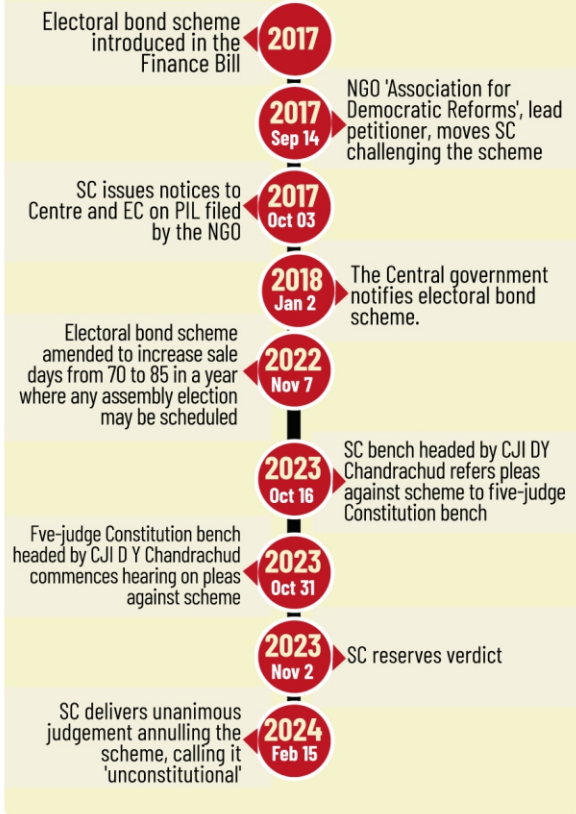 Electoral bond scheme
introduced in the
Finance Bill
2017
2017
Sep 14
NGO 'Association for
Democratic Reforms', lead
petitioner, moves SC
challenging the scheme
SC issues notices to
Centre and EC on PIL filed
by the NGO
2017
Oct 03
2018
Jan 2
The Central government
notifies electoral bond
scheme.
Electoral bond scheme
amended to increase sale
days from 70 to 85 in a year
where any assembly election
may be scheduled
2022
Nov 7
2023
Oct 16
SC bench headed by CJI DY
Chandrachud refers pleas
against scheme to five-judge
Constitution bench
Fve-judge Constitution bench
headed by CJI D Y Chandrachud
commences hearing on pleas
against scheme
2023
Oct 31
2023
Nov 2
SC reserves verdict
SC delivers unanimous
judgement annulling the
scheme, calling it
'unconstitutional'
2024
Feb 15